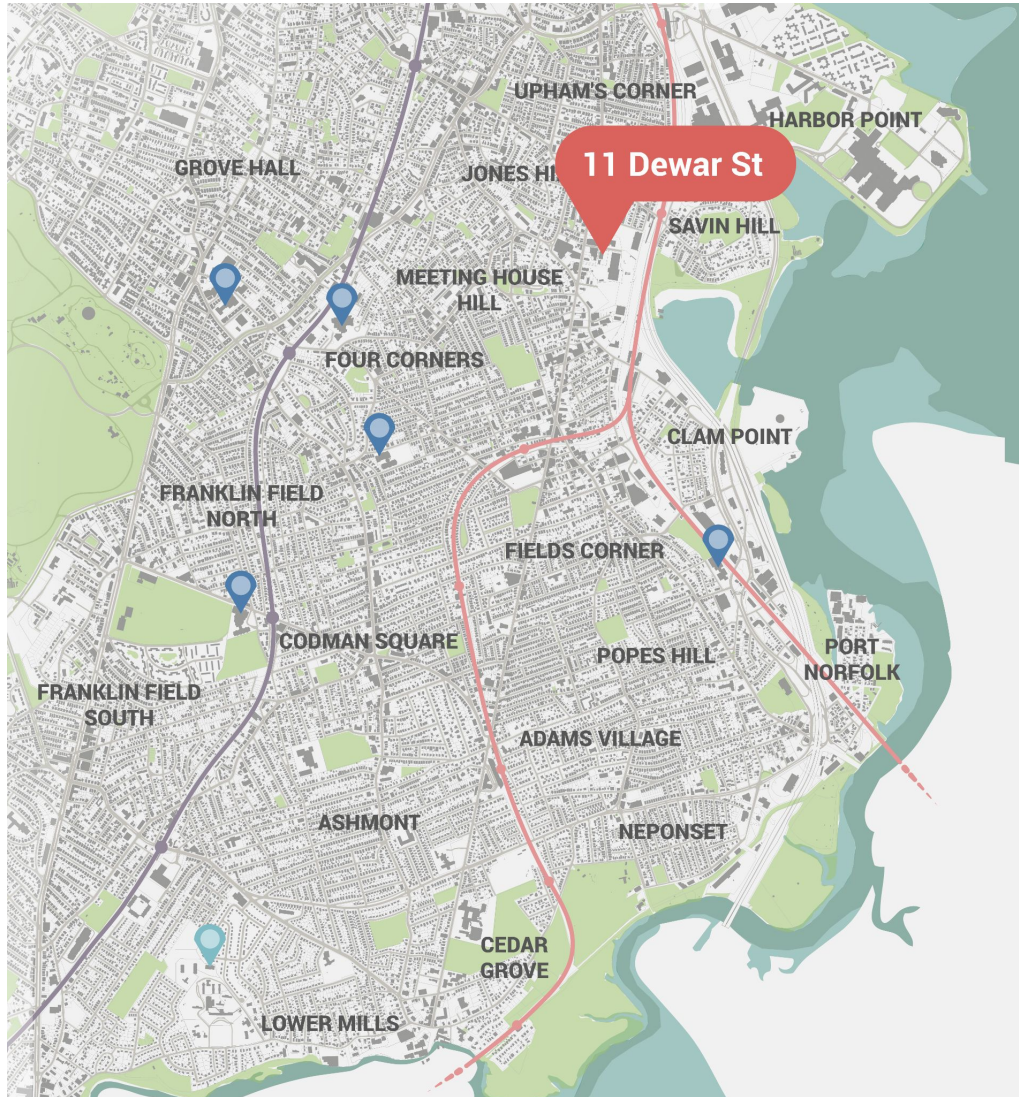 UPHAM'S CORNER
HARBOR POINT
GROVE HALL
11 Dewar St
JONES HI
SAVIN HILL
MEETING HOUSE
HILL
FOUR CORNERS
CLAM POINT
FRANKLIN FIELD
NORTH
FIELDS CORNER
CODMAN SQUARE
POPES HILL
PORT
NORFOLK
FRANKLIN FIELD
SOUTH
ADAMS VILLAGE
ASHMONT
NEPONSET
CEDAR
GROVE
LOWER MILLS